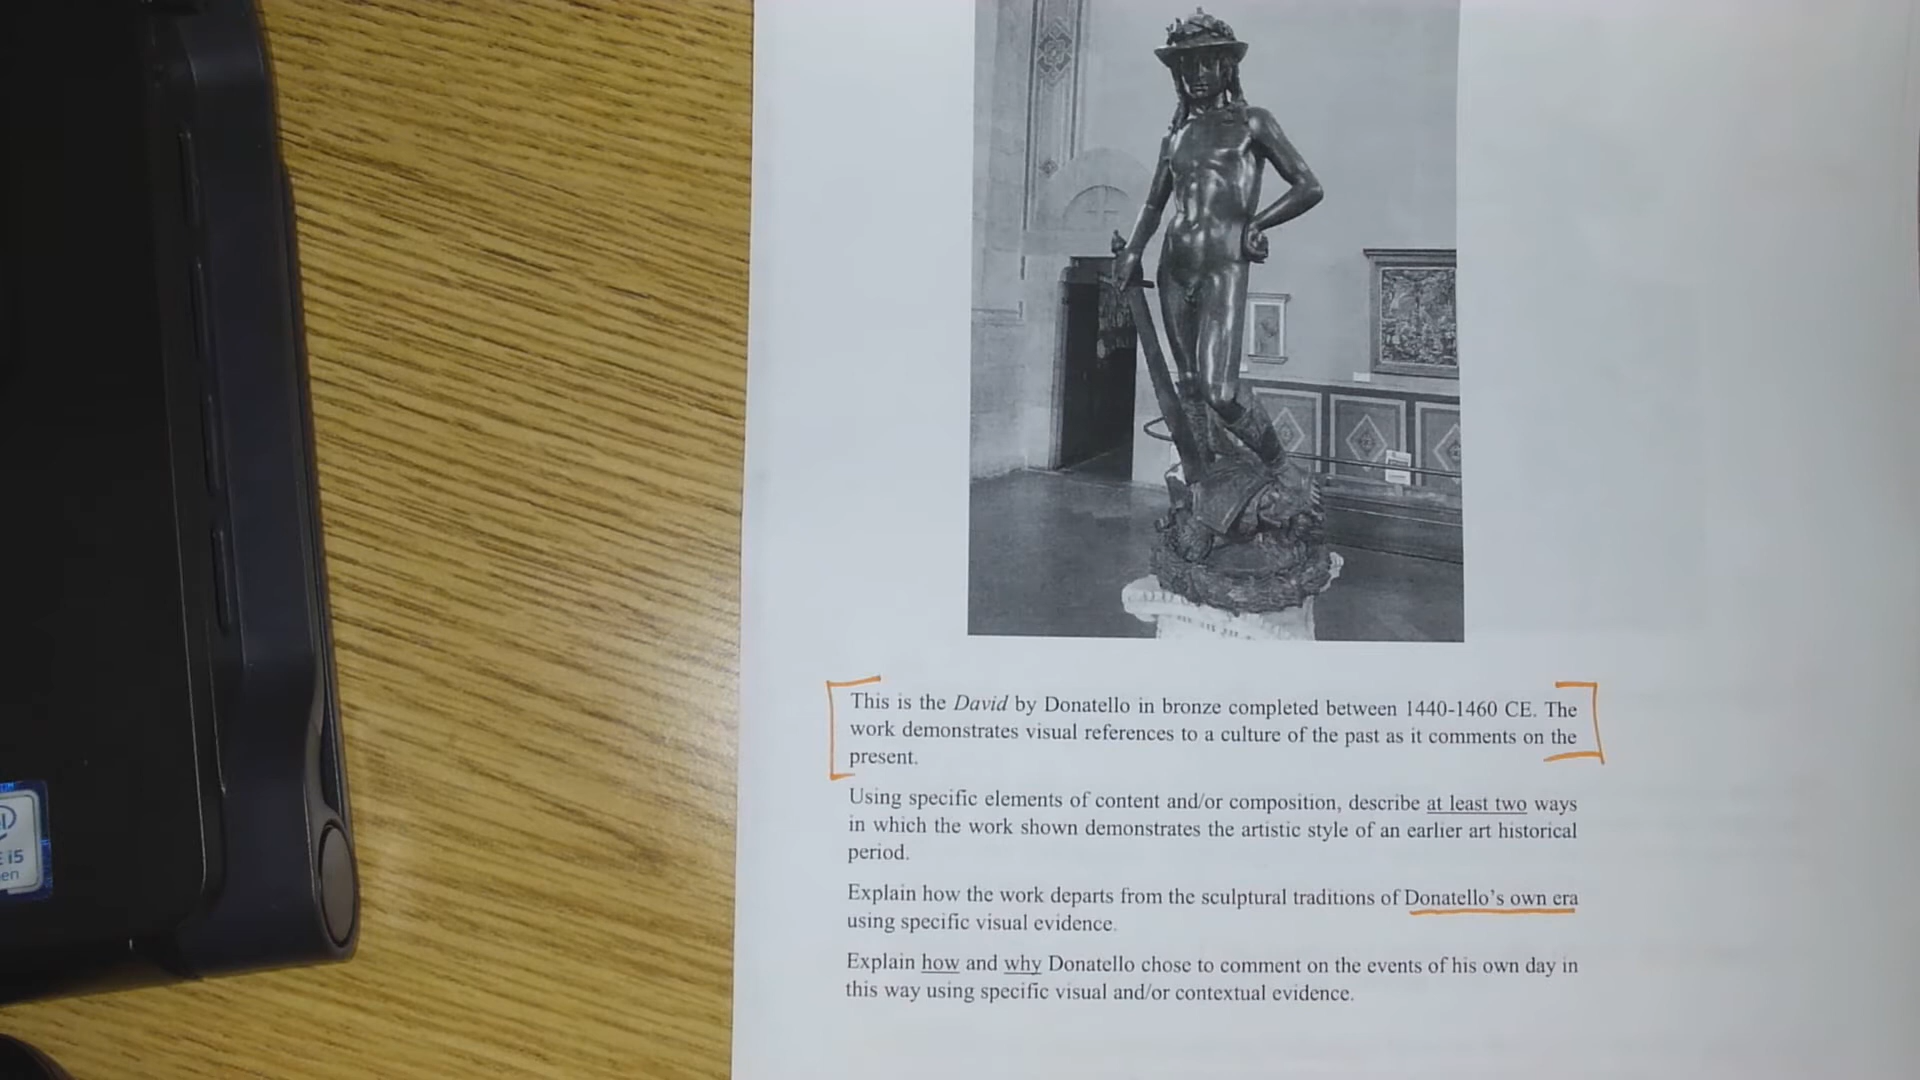 This is the David by Donatello in bronze completed between 1440-1460 CE. The
work demonstrates visual references to a culture of the past as it comments on the
present.
Using specific elements of content and/or composition, describe at least two ways
in which the work shown demonstrates the artistic style of an earlier art historical
period.
Explain how the work departs from the sculptural traditions of Donatello's own era
using specific visual evidence.
Explain how and why Donatello chose to comment on the events of his own day in
this way using specific visual and/or contextual evidence.
i5
en